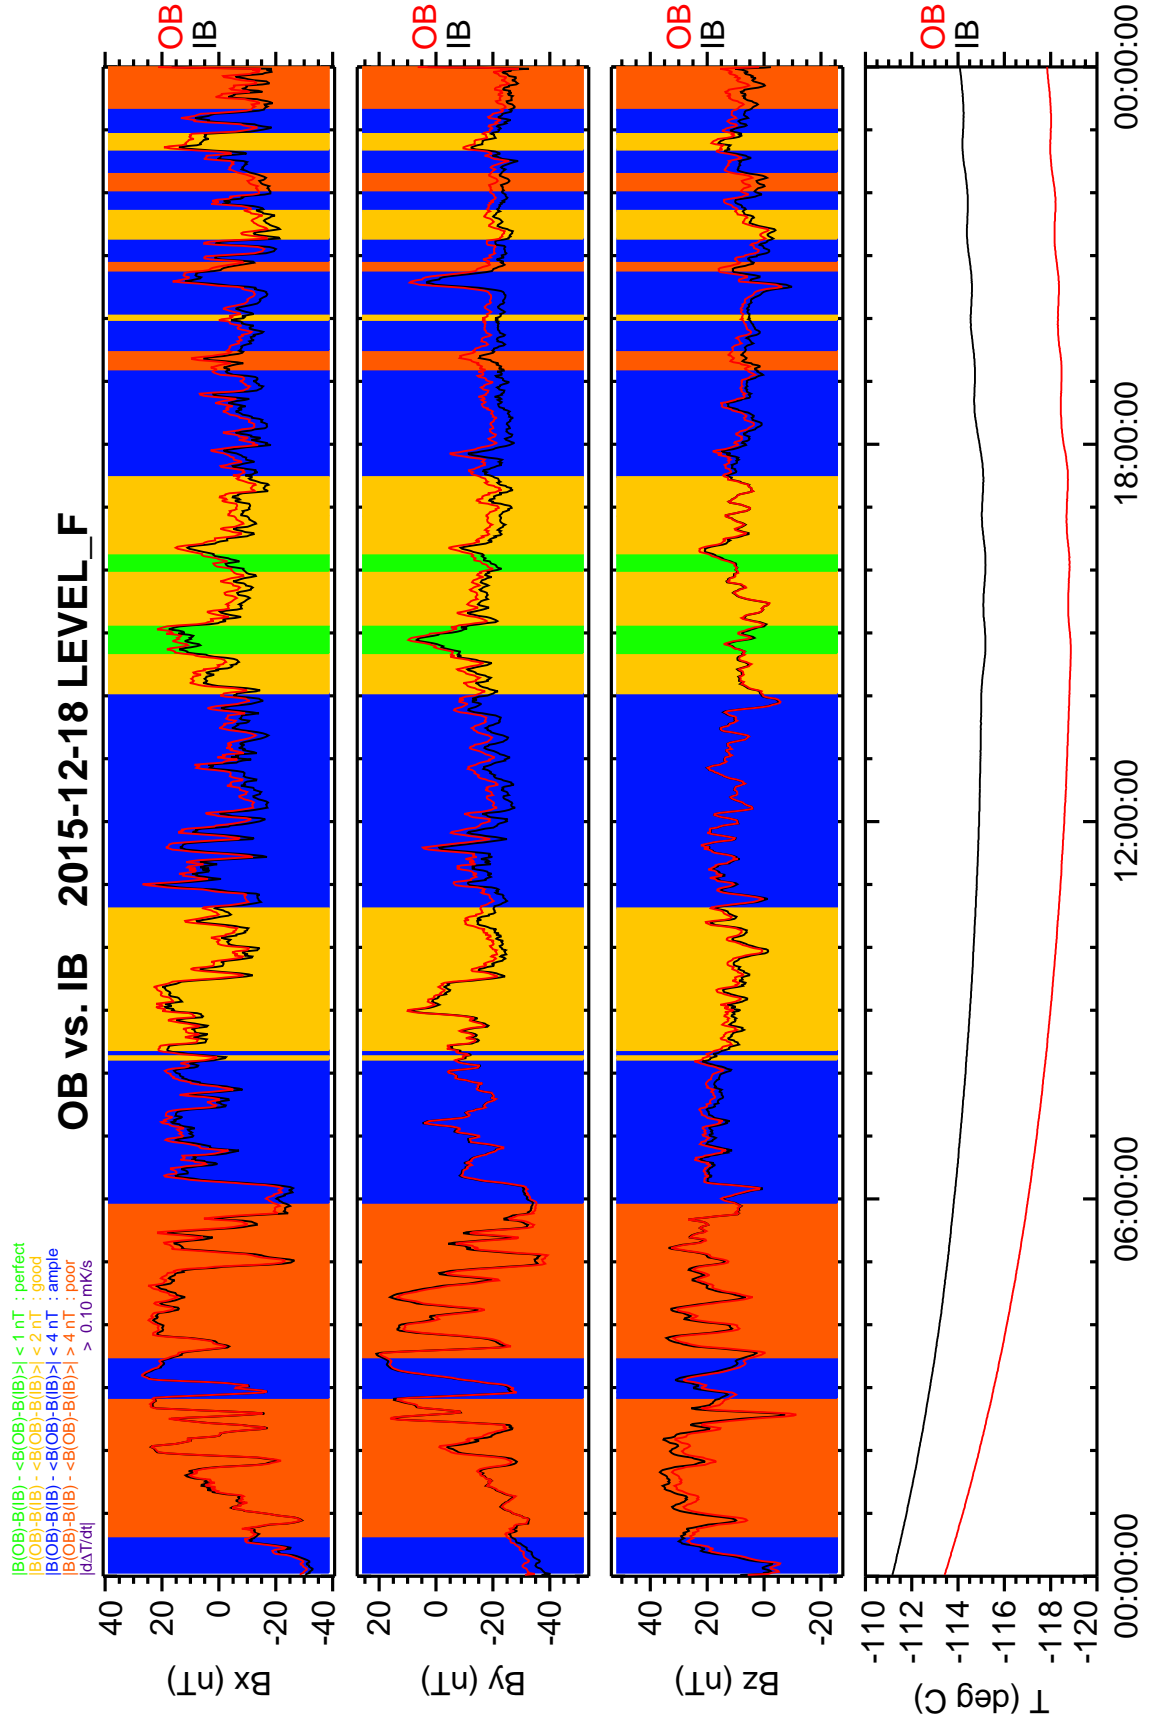 OB vs. IB 2015-12-18 LEVEL_F
|B(OB)-B(IB) - <B(OB)-B(IB)>| < 1 nT : perfect
|B(OB)-B(IB) - <B(OB)-B(IB)>| < 2 nT : good
|B(OB)-B(IB) - <B(OB)-B(IB)>| < 4 nT : ample
|B(OB)-B(IB) - <B(OB)-B(IB)>| > 4 nT : poor
|dΔT/dt| > 0.10 mK/s
Bx (nT)
40
20
0
-20
-40
OB
IB
By (nT)
20
0
-20
-40
OB
IB
Bz (nT)
40
20
0
-20
OB
IB
T (deg C)
-110
-112
-114
-116
-118
-120
OB
IB
00:00:00 06:00:00 12:00:00 18:00:00 00:00:00